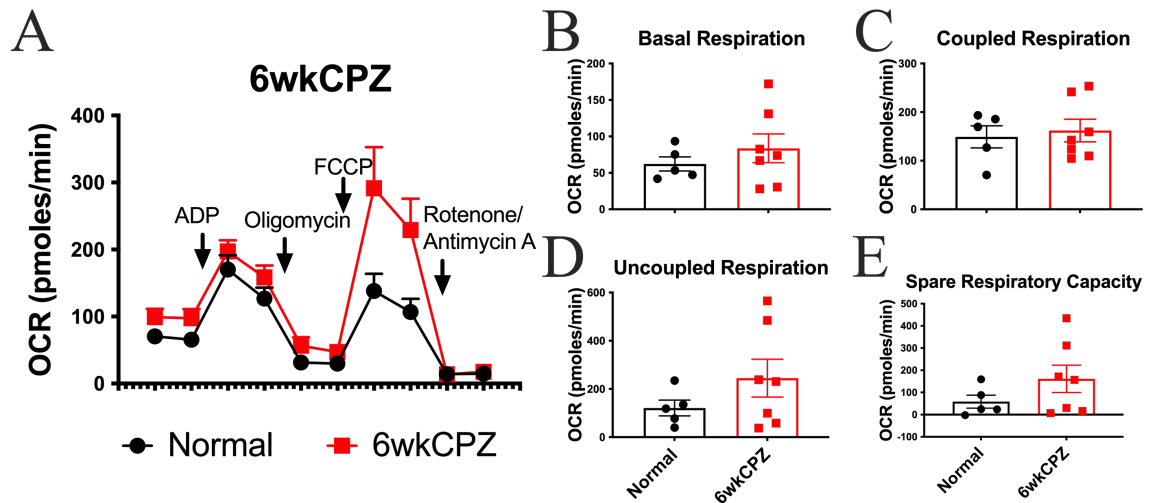 A
6wkCPZ
OCR (pmoles/min)
400
300
200
100
0
ADP
Oligomycin
FCCP
Rotenone/
Antimycin A
Normal
6wkCPZ
B
Basal Respiration
OCR (pmoles/min)
200
150
100
50
0
C
Coupled Respiration
OCR (pmoles/min)
300
200
100
0
D
Uncoupled Respiration
OCR (pmoles/min)
600
400
200
0
Normal
6wkCPZ
E
Spare Respiratory Capacity
OCR (pmoles/min)
500
400
300
200
100
0
-100
Normal
6wkCPZ